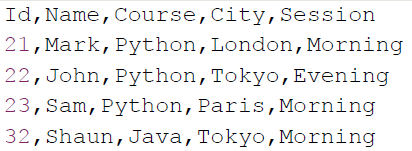 Id,Name,Course,City,Session
21,Mark,Python,London,Morning
22,John,Python,Tokyo,Evening
23,Sam,Python,Paris,Morning
32,Shaun,Java,Tokyo,Morning